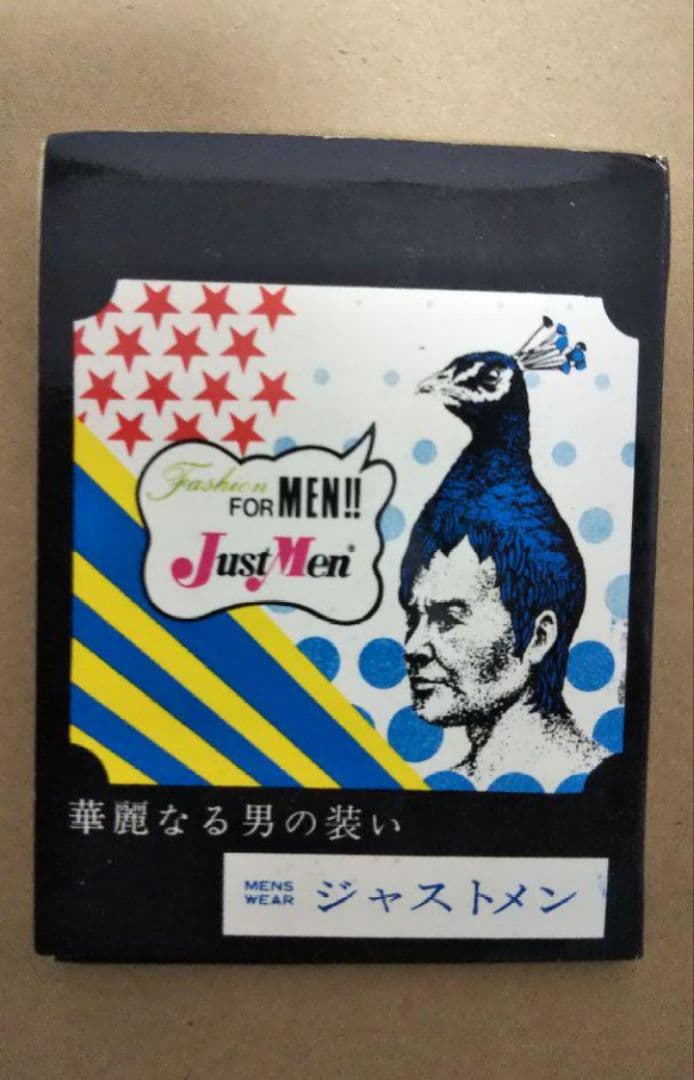 Fashion
FOR MEN!!
JustMen®
華麗なる男の装い
MENS
WEAR
ジャストメン